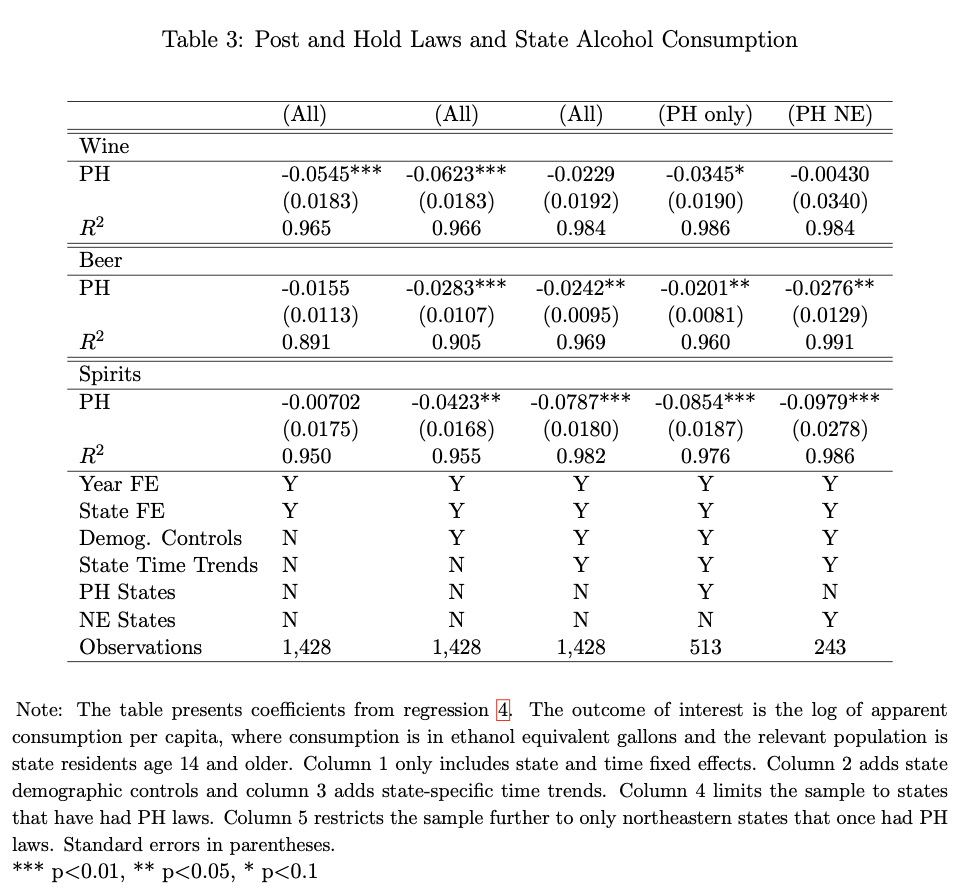 Table 3: Post and Hold Laws and State Alcohol Consumption
(All) (All) (All) (PH only) (PH NE)
Wine
PH -0.0545*** -0.0623*** -0.0229 -0.0345* -0.00430
(0.0183) (0.0183) (0.0192) (0.0190) (0.0340)
R² 0.965 0.966 0.984 0.986 0.984
Beer
PH -0.0155 -0.0283*** -0.0242** -0.0201** -0.0276**
(0.0113) (0.0107) (0.0095) (0.0081) (0.0129)
R² 0.891 0.905 0.969 0.960 0.991
Spirits
PH -0.00702 -0.0423** -0.0787*** -0.0854*** -0.0979***
(0.0175) (0.0168) (0.0180) (0.0187) (0.0278)
R² 0.950 0.955 0.982 0.976 0.986
Year FE Y Y Y Y Y
State FE Y Y Y Y Y
Demog. Controls N Y Y Y Y
State Time Trends N N Y Y Y
PH States N N N Y N
NE States N N N N Y
Observations 1,428 1,428 1,428 513 243
Note: The table presents coefficients from regression 4. The outcome of interest is the log of apparent
consumption per capita, where consumption is in ethanol equivalent gallons and the relevant population is
state residents age 14 and older. Column 1 only includes state and time fixed effects. Column 2 adds state
demographic controls and column 3 adds state-specific time trends. Column 4 limits the sample to states
that have had PH laws. Column 5 restricts the sample further to only northeastern states that once had PH
laws. Standard errors in parentheses.
*** p<0.01, ** p<0.05, * p<0.1